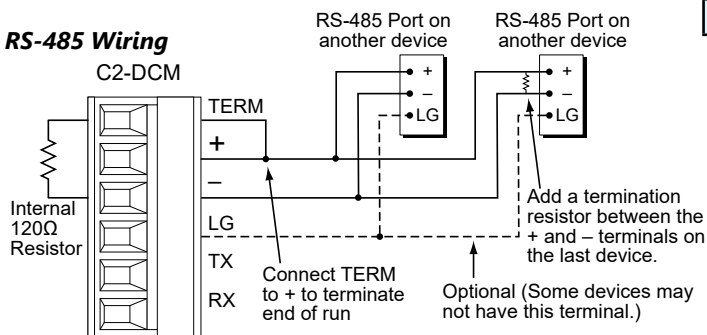 RS-485 Wiring
C2-DCM
RS-485 Port on
another device
RS-485 Port on
another device
+
–
LG
+
–
LG
TERM
+
–
LG
TX
RX
Internal
120Ω
Resistor
Connect TERM
to + to terminate
end of run
Add a termination
resistor between the
+ and – terminals on
the last device.
Optional (Some devices may
not have this terminal.)